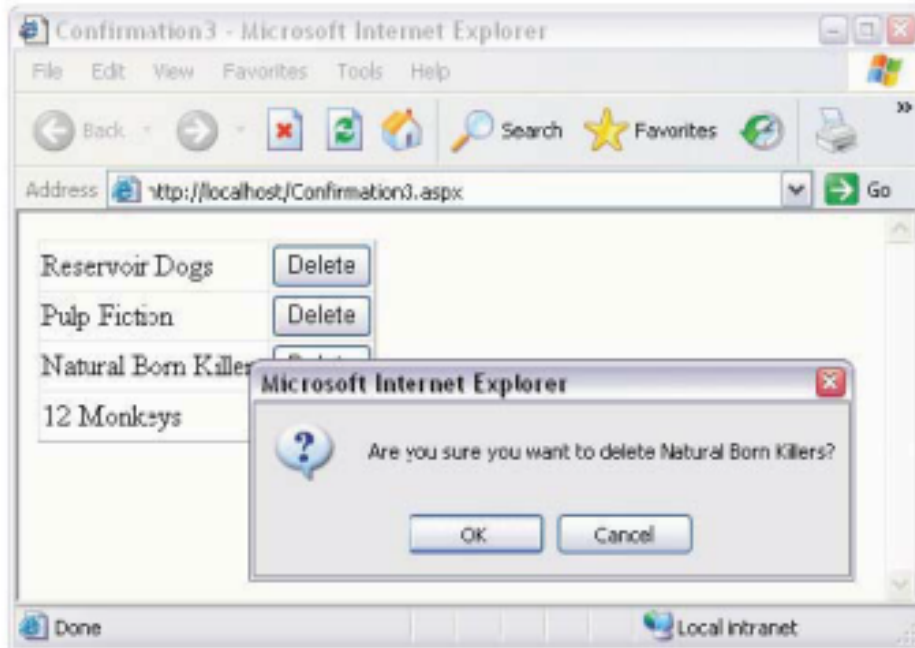 Confirmation3 - Microsoft Internet Explorer
File Edit View Favorites Tools Help
Back Search Favorites »
Address http://localhost/Confirmation3.aspx Go
Reservoir Dogs Delete
Pulp Fiction Delete
Natural Born Killers Delete
12 Monkeys
Microsoft Internet Explorer
Are you sure you want to delete Natural Born Killers?
OK Cancel
Done Local intranet